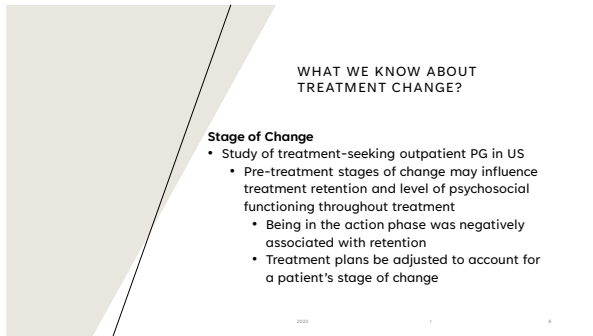 WHAT WE KNOW ABOUT
TREATMENT CHANGE?
Stage of Change
• Study of treatment-seeking outpatient PG in US
• Pre-treatment stages of change may influence
treatment retention and level of psychosocial
functioning throughout treatment
• Being in the action phase was negatively
associated with retention
• Treatment plans be adjusted to account for
a patient's stage of change
2023